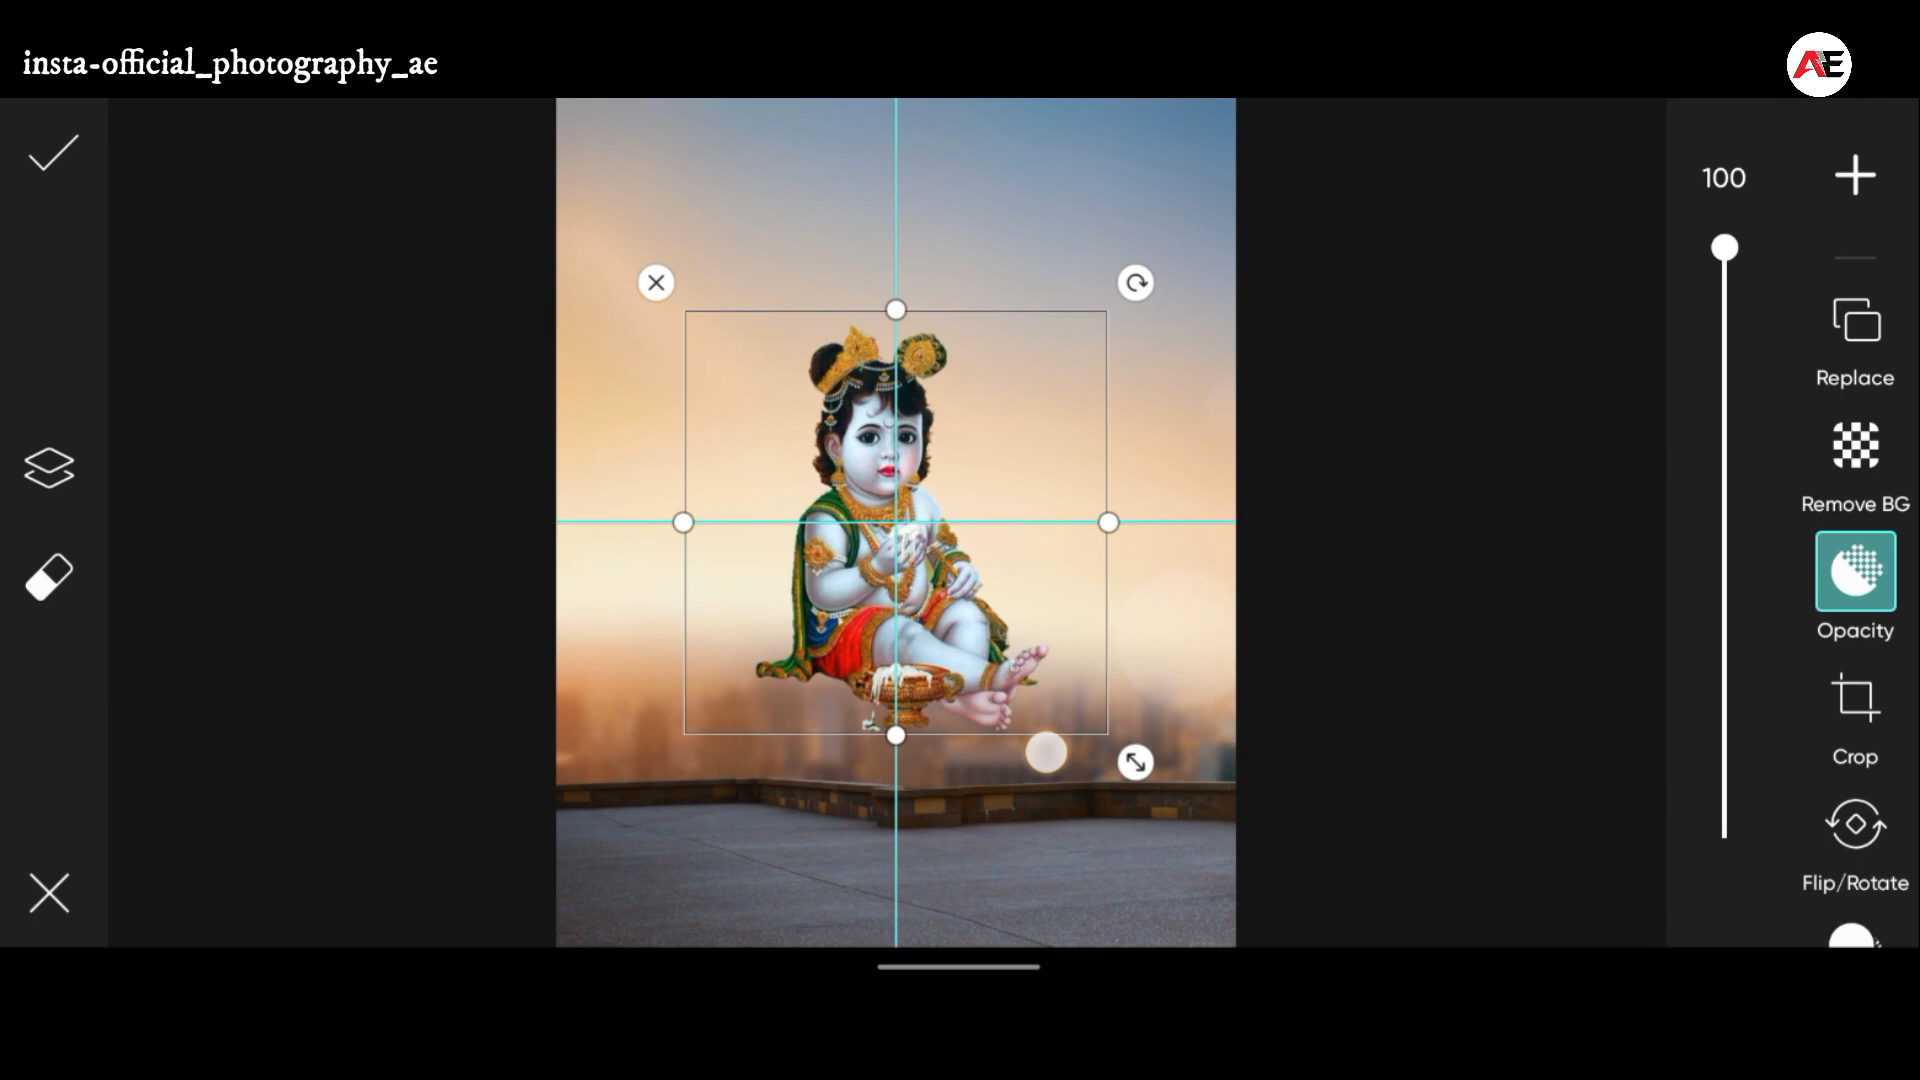 insta-official_photography_ae
AE
100
Replace
Remove BG
Opacity
Crop
Flip/Rotate